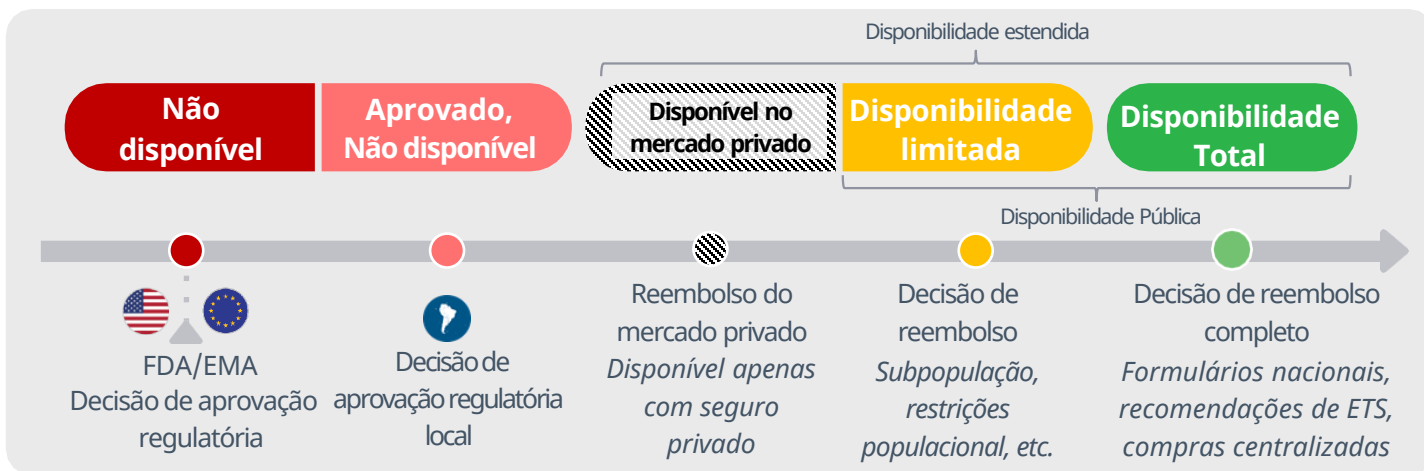 Disponibilidade estendida
Não
disponível
Aprovado,
Não disponível
Disponível no
mercado privado
Disponibilidade
limitada
Disponibilidade
Total
Disponibilidade Pública
FDA/EMA
Decisão de aprovação
regulatória
Decisão de
aprovação regulatória
local
Reembolso do
mercado privado
Disponível apenas
com seguro
privado
Decisão de
reembolso
Subpopulação,
restrições
populacional, etc.
Decisão de reembolso
completo
Formulários nacionais,
recomendações de ETS,
compras centralizadas